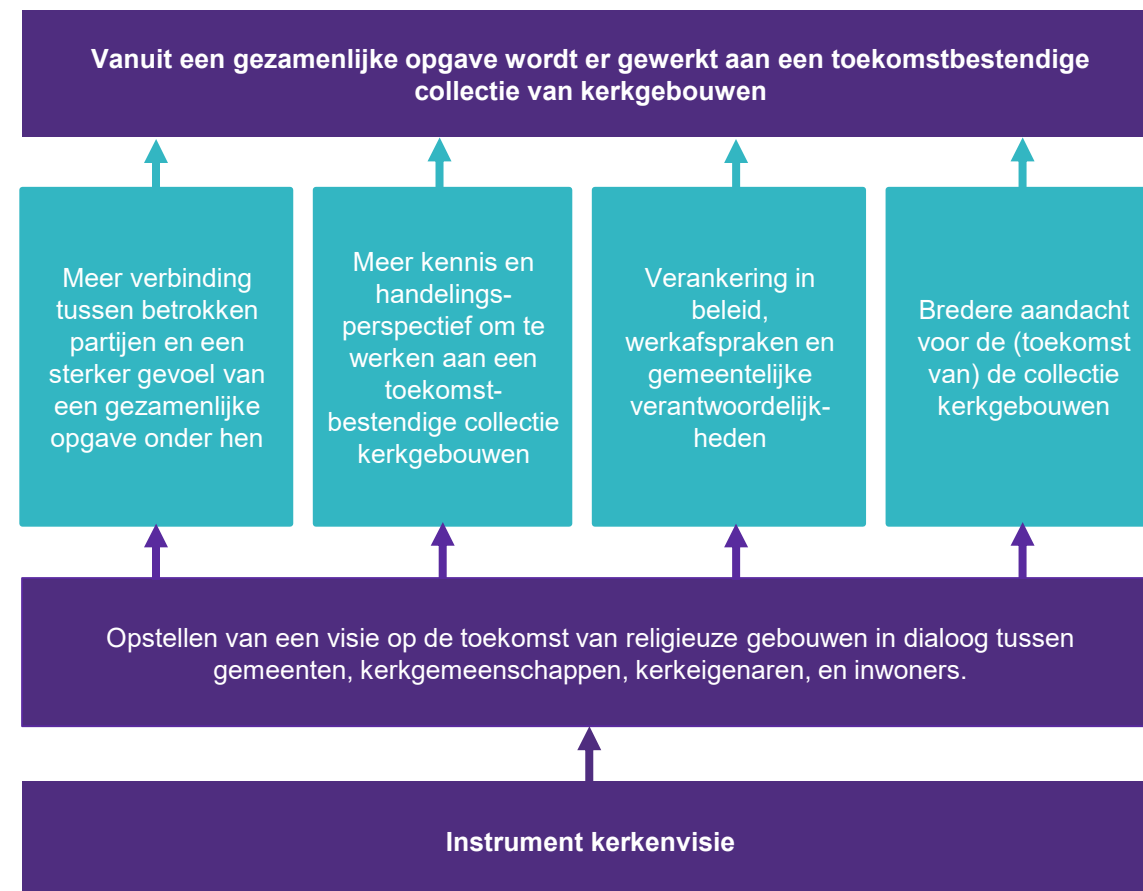 Vanuit een gezamenlijke opgave wordt er gewerkt aan een toekomstbestendige
collectie van kerkgebouwen
Meer verbinding
tussen betrokken
partijen en een
sterker gevoel van
een gezamenlijke
opgave onder hen
Meer kennis en
handelings-
perspectief om te
werken aan een
toekomst-
bestendige collectie
kerkgebouwen
Verankering in
beleid,
werkafspraken en
gemeentelijke
verantwoordelijk-
heden
Bredere aandacht
voor de (toekomst
van) de collectie
kerkgebouwen
Opstellen van een visie op de toekomst van religieuze gebouwen in dialoog tussen
gemeenten, kerkgemeenschappen, kerkeigenaren, en inwoners.
Instrument kerkenvisie